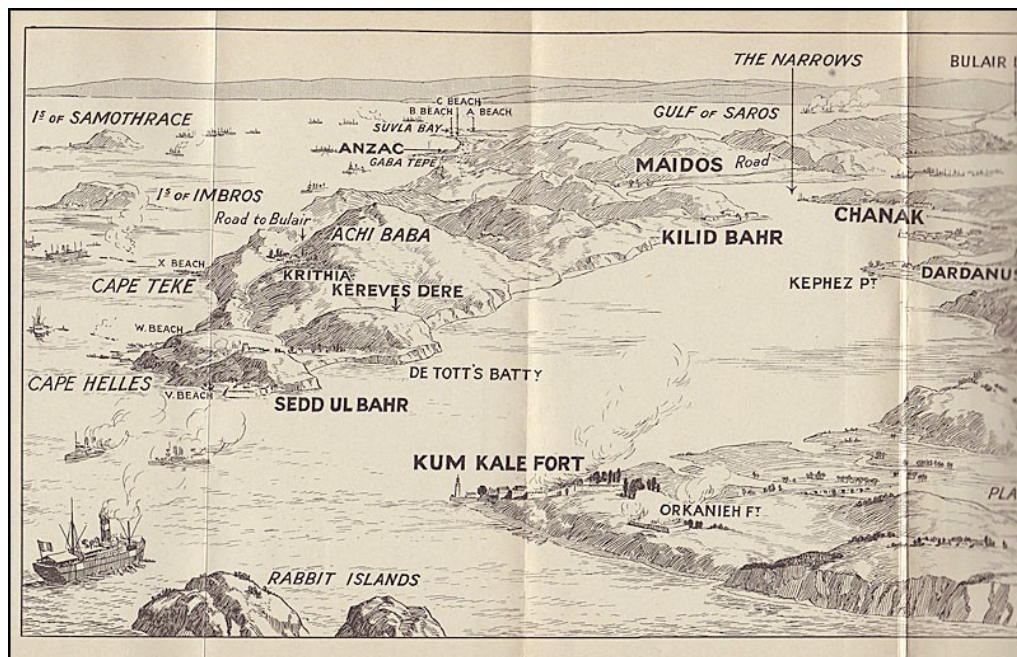 THE NARROWS
BULAIR
C BEACH
B BEACH
A BEACH
Iˢ OF SAMOTHRACE
SUVLA BAY
GULF OF SAROS
ANZAC
GABA TEPE
MAIDOS Road
Iˢ OF IMBROS
Road to Bulair
ACHI BABA
CHANAK
KILID BAHR
X BEACH
KRITHIA
CAPE TEKE
KEREVES DERE
KEPHEZ Pᵀ
DARDANUS
W. BEACH
DE TOTT'S BATTY
CAPE HELLES
V. BEACH
SEDD UL BAHR
KUM KALE FORT
PLA
ORKANIEH Fᵀ
RABBIT ISLANDS